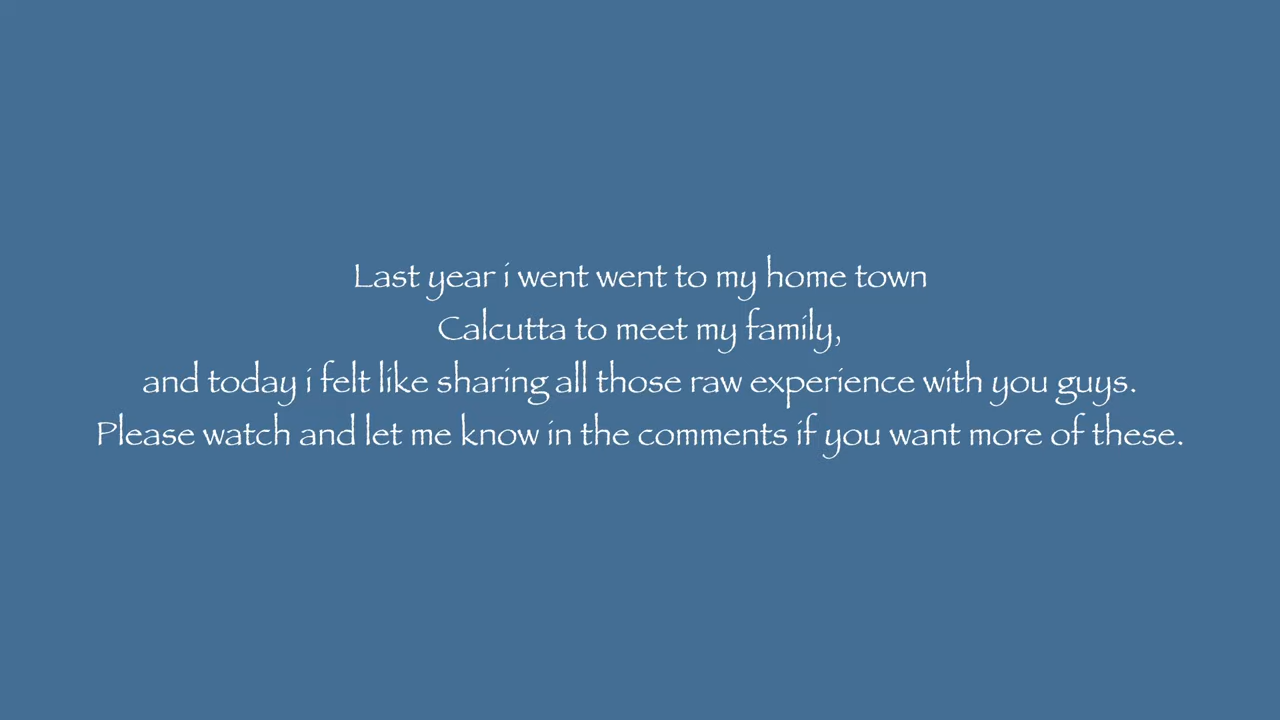 Last year i went went to my home town
Calcutta to meet my family,
and today i felt like sharing all those raw experience with you guys.
Please watch and let me know in the comments if you want more of these.